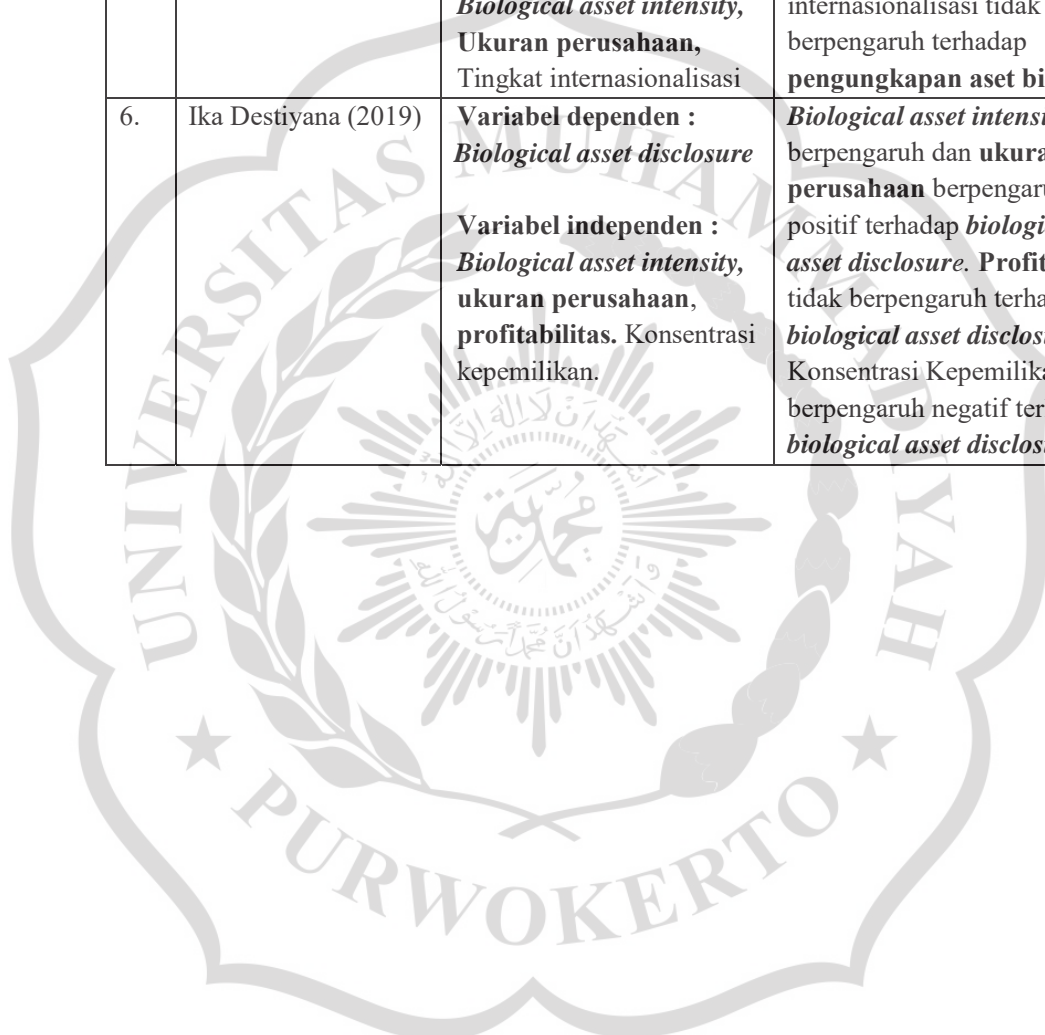 Biological asset intensity,
Ukuran perusahaan,
Tingkat internasionalisasi
internasionalisasi tidak
berpengaruh terhadap
pengungkapan aset bi
6.
Ika Destiyana (2019)
Variabel dependen :
Biological asset disclosure
Variabel independen :
Biological asset intensity,
ukuran perusahaan,
profitabilitas. Konsentrasi
kepemilikan.
Biological asset intens
berpengaruh dan ukura
perusahaan berpengar
positif terhadap biologi
asset disclosure. Profit
tidak berpengaruh terha
biological asset disclos
Konsentrasi Kepemilika
berpengaruh negatif ter
biological asset disclos
UNIVERSITAS MUHAMMADIYAH
PURWOKERTO